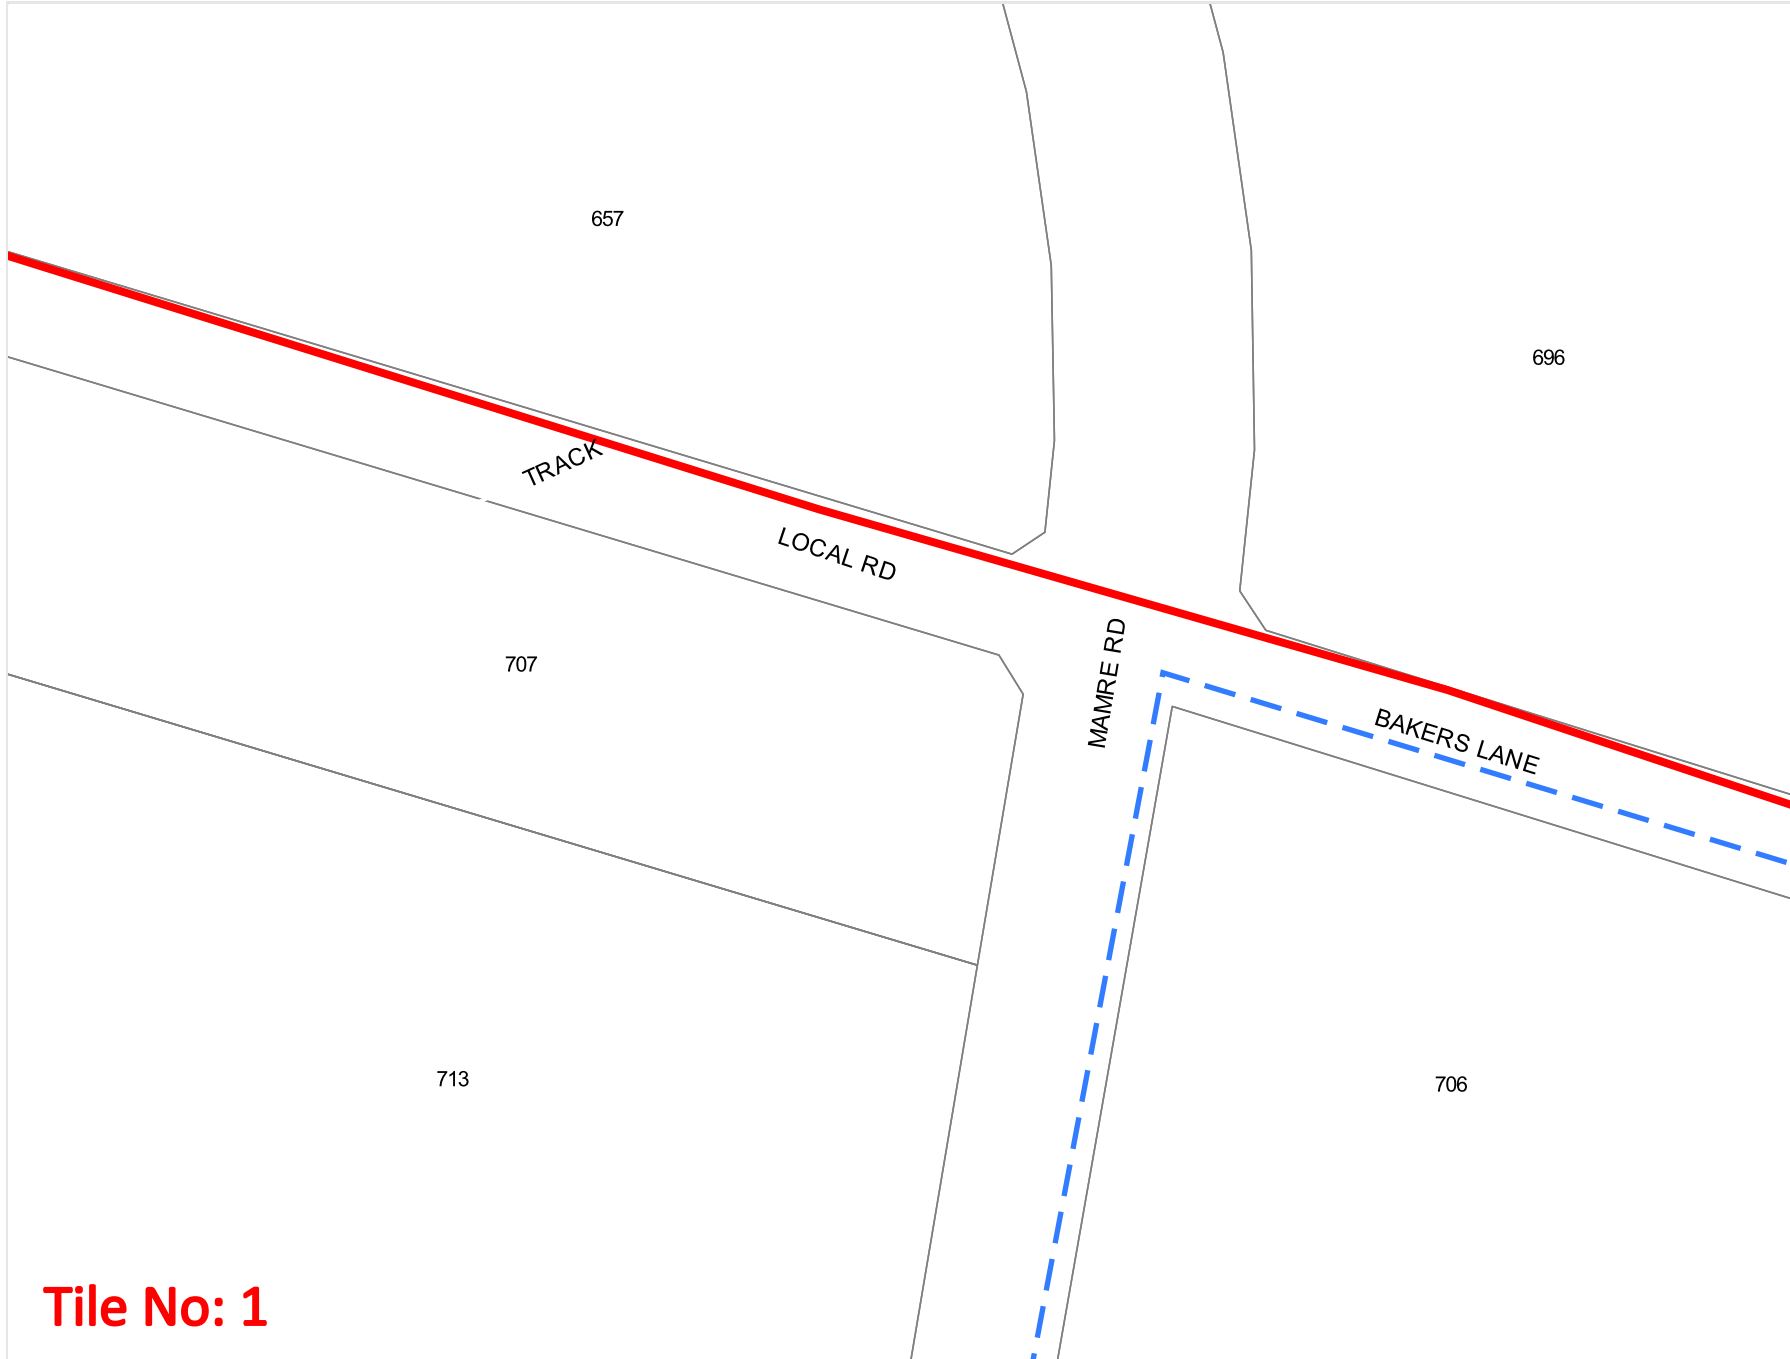 657
696
TRACK
LOCAL RD
MAMRE RD
707
BAKERS LANE
713
706
Tile No: 1